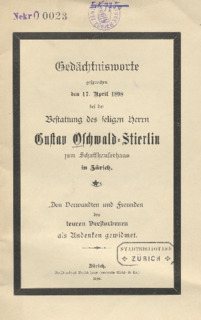 Nekr O 0023
Gedächtnisworte
gesprochen
den 17. April 1898
bei der
Bestattung des seligen Herrn
Gustav Oschwald-Stierlin
zum Schaffhauserhaus
in Zürich.
Den Verwandten und Freunden
des
teuren Verstorbenen
als Andenken gewidmet.
ZÜRICH
Zürich.